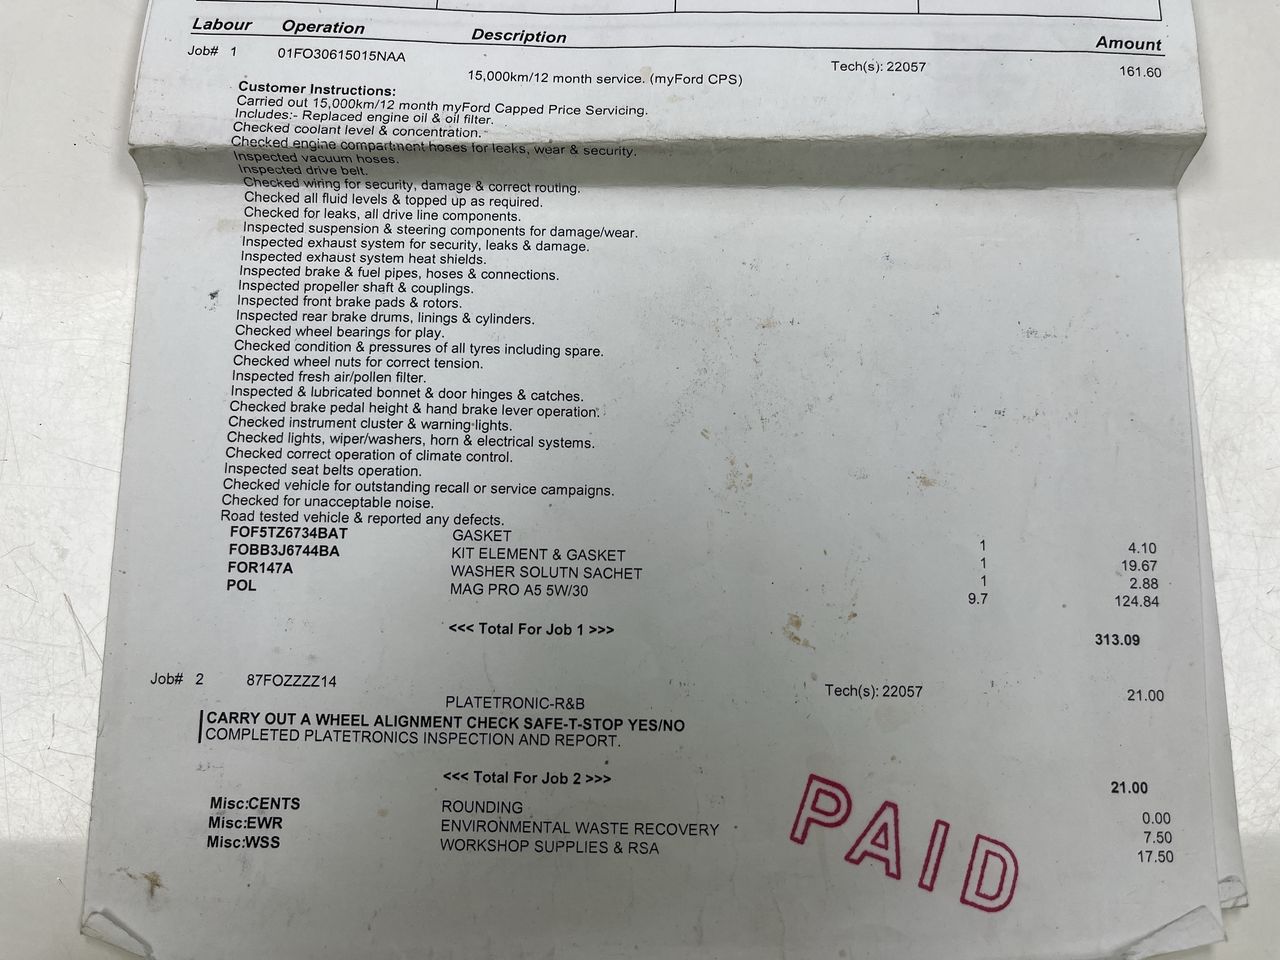 Labour Operation Description Amount
Job# 1 01FO30615015NAA Tech(s): 22057 161.60
15,000km/12 month service. (myFord CPS)
Customer Instructions:
Carried out 15,000km/12 month myFord Capped Price Servicing.
Includes:- Replaced engine oil & oil filter.
Checked coolant level & concentration.
Checked engine compartment hoses for leaks, wear & security.
Inspected vacuum hoses.
Inspected drive belt.
Checked wiring for security, damage & correct routing.
Checked all fluid levels & topped up as required.
Checked for leaks, all drive line components.
Inspected suspension & steering components for damage/wear.
Inspected exhaust system for security, leaks & damage.
Inspected exhaust system heat shields.
Inspected brake & fuel pipes, hoses & connections.
Inspected propeller shaft & couplings.
Inspected front brake pads & rotors.
Inspected rear brake drums, linings & cylinders.
Checked wheel bearings for play.
Checked condition & pressures of all tyres including spare.
Checked wheel nuts for correct tension.
Inspected fresh air/pollen filter.
Inspected & lubricated bonnet & door hinges & catches.
Checked brake pedal height & hand brake lever operation.
Checked instrument cluster & warning lights.
Checked lights, wiper/washers, horn & electrical systems.
Checked correct operation of climate control.
Inspected seat belts operation.
Checked vehicle for outstanding recall or service campaigns.
Checked for unacceptable noise.
Road tested vehicle & reported any defects.
FOF5TZ6734BAT GASKET 1 4.10
FOBB3J6744BA KIT ELEMENT & GASKET 1 19.67
FOR147A WASHER SOLUTN SACHET 1 2.88
POL MAG PRO A5 5W/30 9.7 124.84
<<< Total For Job 1 >>> 313.09
Job# 2 87FOZZZZ14 Tech(s): 22057 21.00
PLATETRONIC-R&B
CARRY OUT A WHEEL ALIGNMENT CHECK SAFE-T-STOP YES/NO
COMPLETED PLATETRONICS INSPECTION AND REPORT.
<<< Total For Job 2 >>> 21.00
Misc:CENTS ROUNDING 0.00
Misc:EWR ENVIRONMENTAL WASTE RECOVERY 7.50
Misc:WSS WORKSHOP SUPPLIES & RSA 17.50
PAID